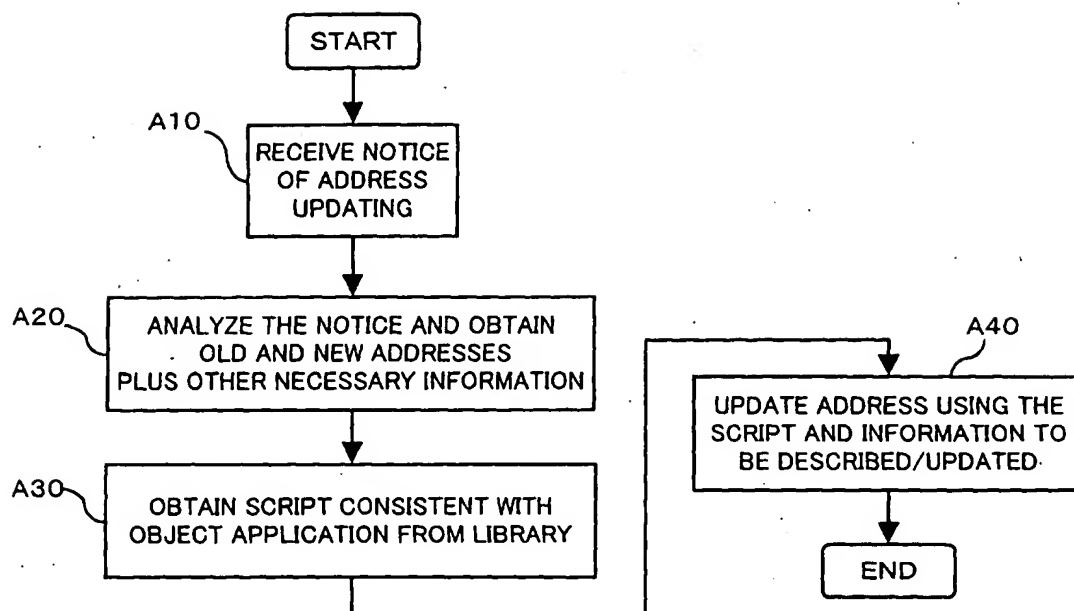 START
A10
RECEIVE NOTICE
OF ADDRESS
UPDATING
A20
ANALYZE THE NOTICE AND OBTAIN
OLD AND NEW ADDRESSES
PLUS OTHER NECESSARY INFORMATION
A30
OBTAIN SCRIPT CONSISTENT WITH
OBJECT APPLICATION FROM LIBRARY
A40
UPDATE ADDRESS USING THE
SCRIPT AND INFORMATION TO
BE DESCRIBED/UPDATED
END